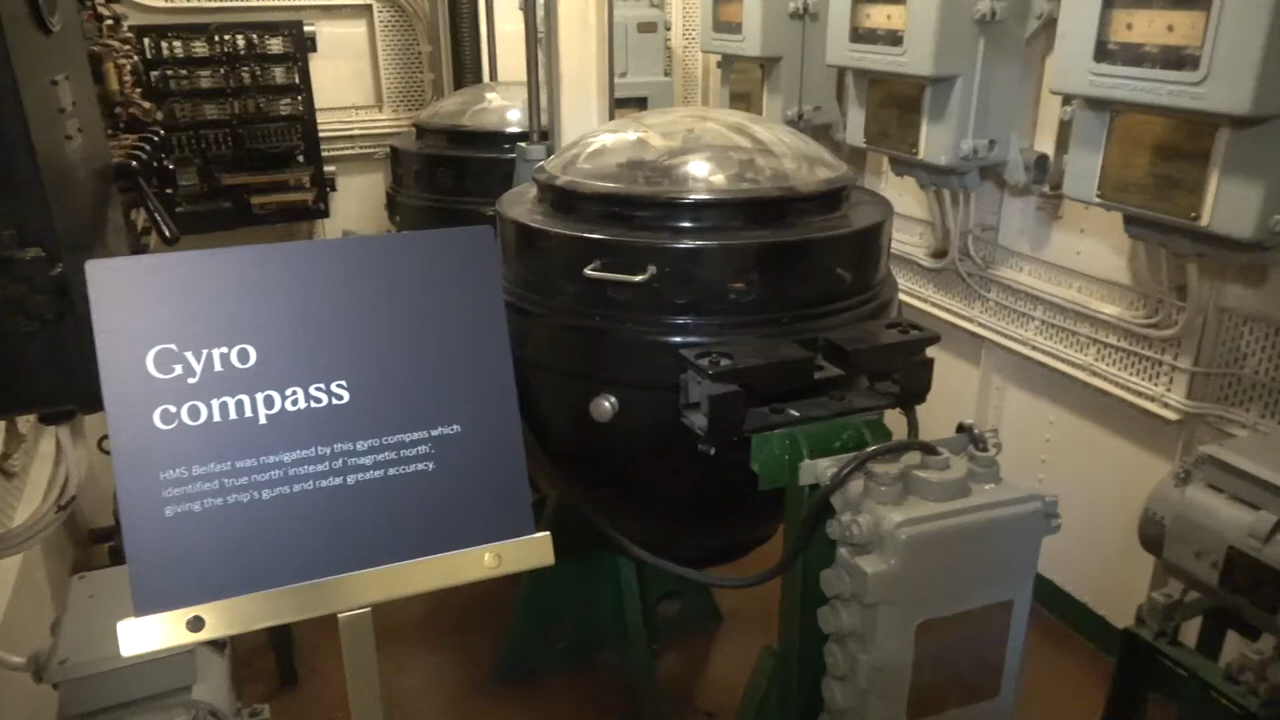 Gyro
compass
HMS Belfast was navigated by this gyro compass which
identified 'true north' instead of 'magnetic north',
giving the ship's guns and radar greater accuracy.